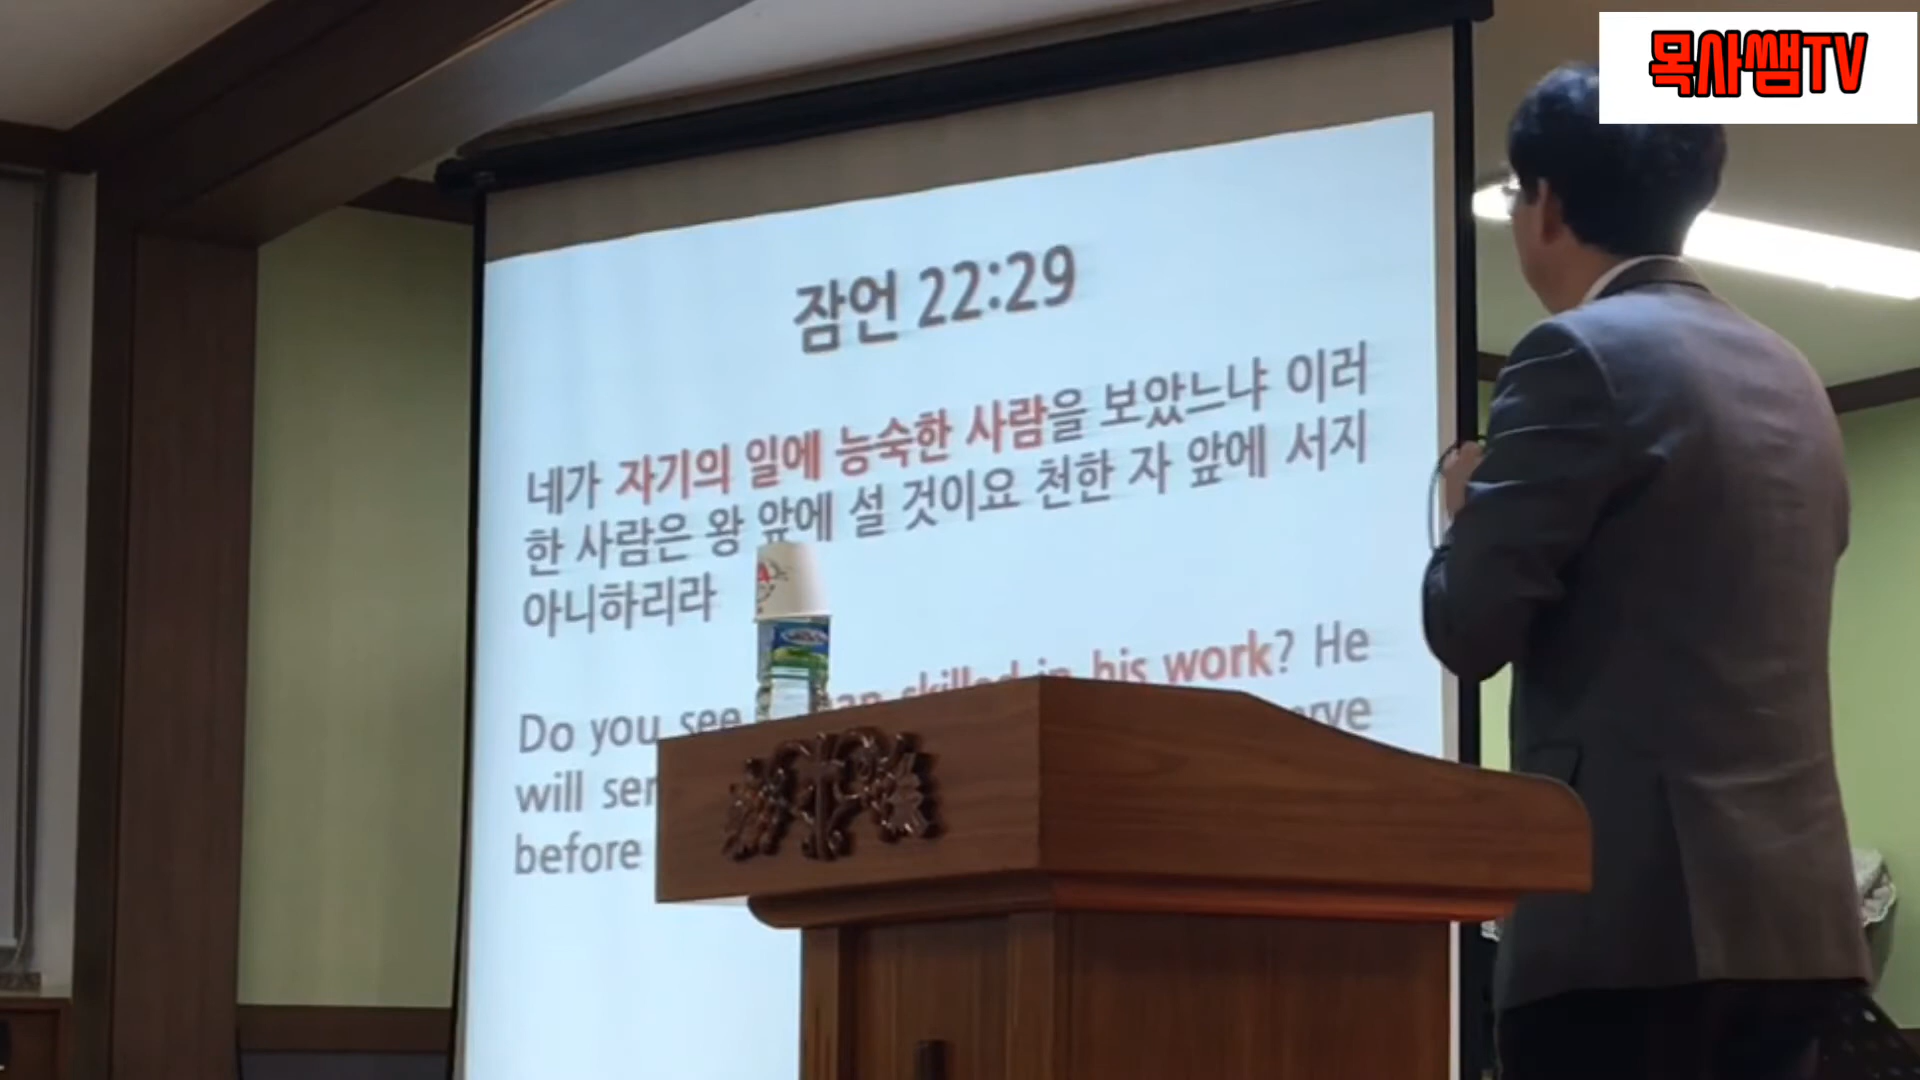 목사쌤TV
잠언 22:29
네가 자기의 일에 능숙한 사람을 보았느냐 이러
한 사람은 왕 앞에 설 것이요 천한 자 앞에 서지
아니하리라
Do you see skilled in his work? He
will
before